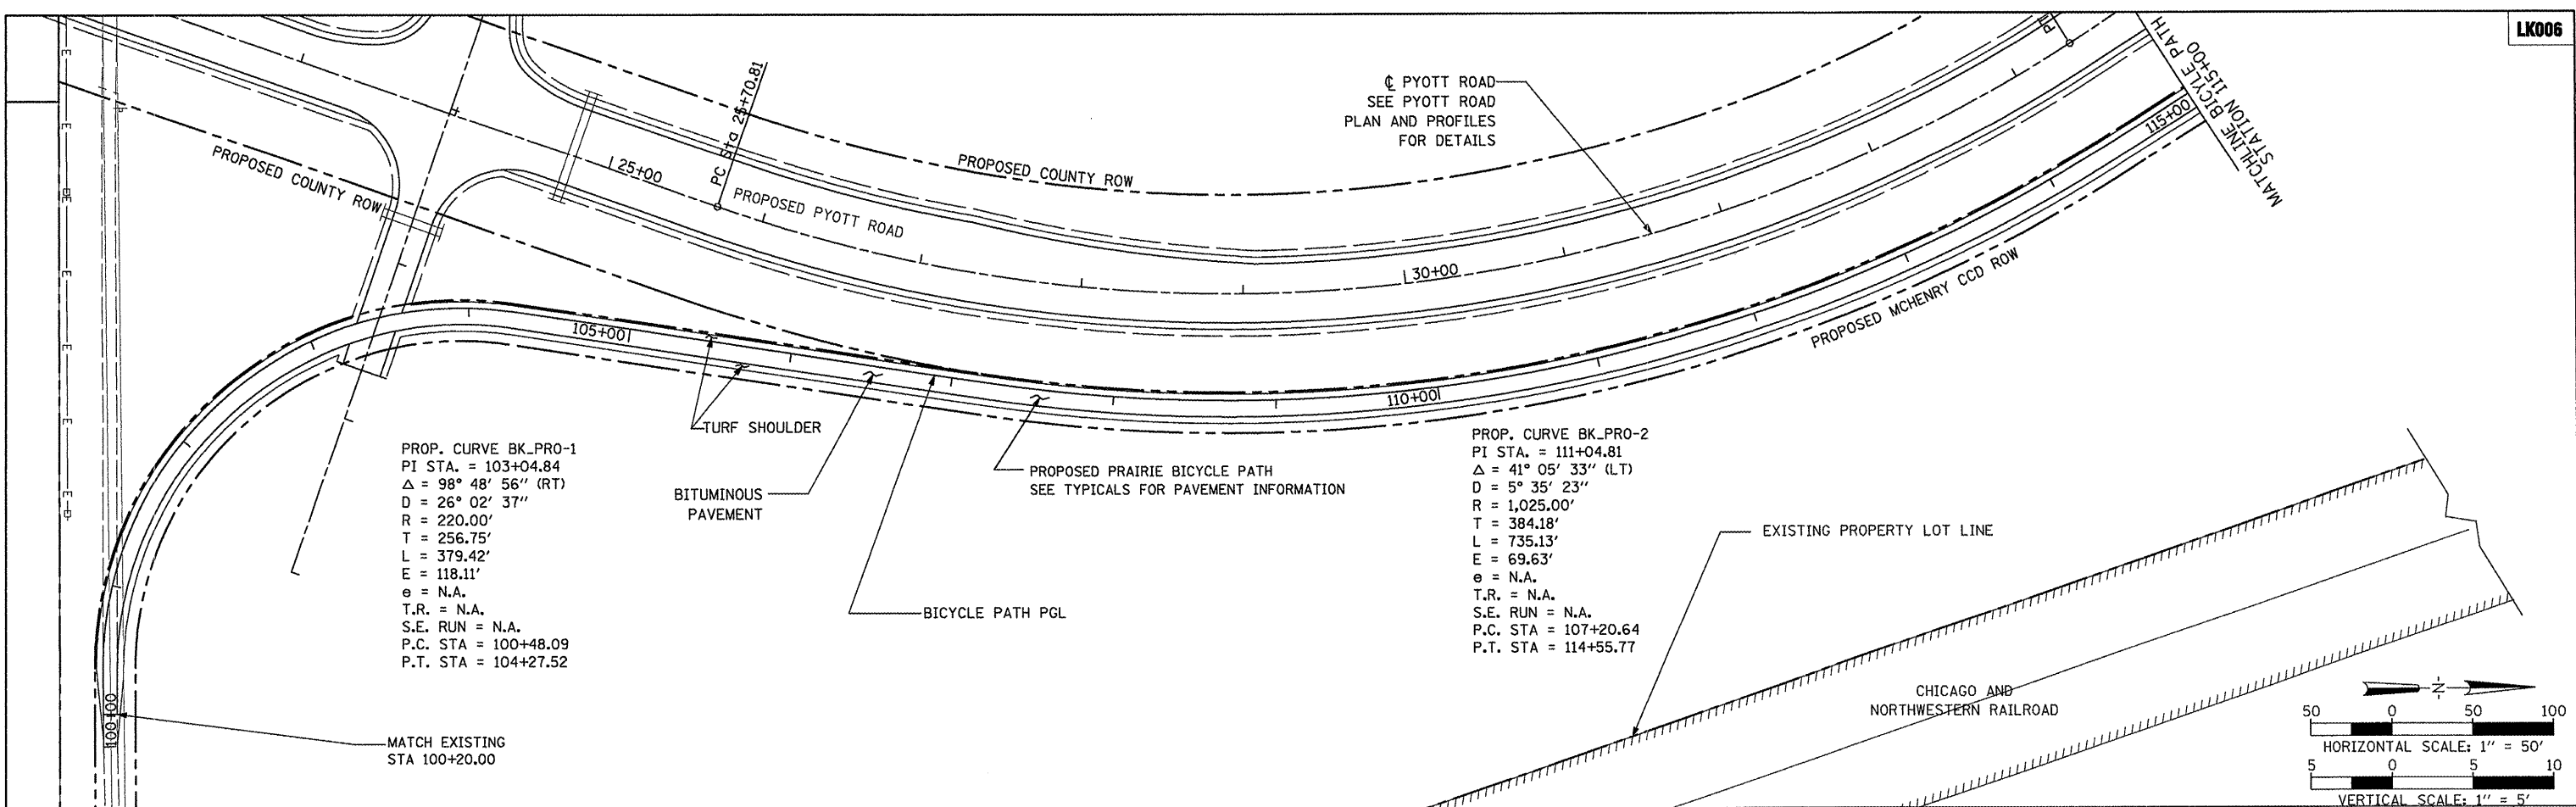 LK006
MATCHLINE BICYCLE PATH
STATION 115+00
115+00
℄ PYOTT ROAD
SEE PYOTT ROAD
PLAN AND PROFILES
FOR DETAILS
PC Sta 25+70.81
PROPOSED COUNTY ROW
PROPOSED COUNTY ROW
25+00
PROPOSED PYOTT ROAD
30+00
PROPOSED MCHENRY CCD ROW
105+00
110+00
TURF SHOULDER
PROP. CURVE BK_PRO-1
PI STA. = 103+04.84
Δ = 98° 48' 56" (RT)
D = 26° 02' 37"
R = 220.00'
T = 256.75'
L = 379.42'
E = 118.11'
e = N.A.
T.R. = N.A.
S.E. RUN = N.A.
P.C. STA = 100+48.09
P.T. STA = 104+27.52
BITUMINOUS
PAVEMENT
PROPOSED PRAIRIE BICYCLE PATH
SEE TYPICALS FOR PAVEMENT INFORMATION
BICYCLE PATH PGL
PROP. CURVE BK_PRO-2
PI STA. = 111+04.81
Δ = 41° 05' 33" (LT)
D = 5° 35' 23"
R = 1,025.00'
T = 384.18'
L = 735.13'
E = 69.63'
e = N.A.
T.R. = N.A.
S.E. RUN = N.A.
P.C. STA = 107+20.64
P.T. STA = 114+55.77
EXISTING PROPERTY LOT LINE
CHICAGO AND
NORTHWESTERN RAILROAD
100+00
MATCH EXISTING
STA 100+20.00
N
50 0 50 100
HORIZONTAL SCALE: 1" = 50'
5 0 5 10
VERTICAL SCALE: 1" = 5'